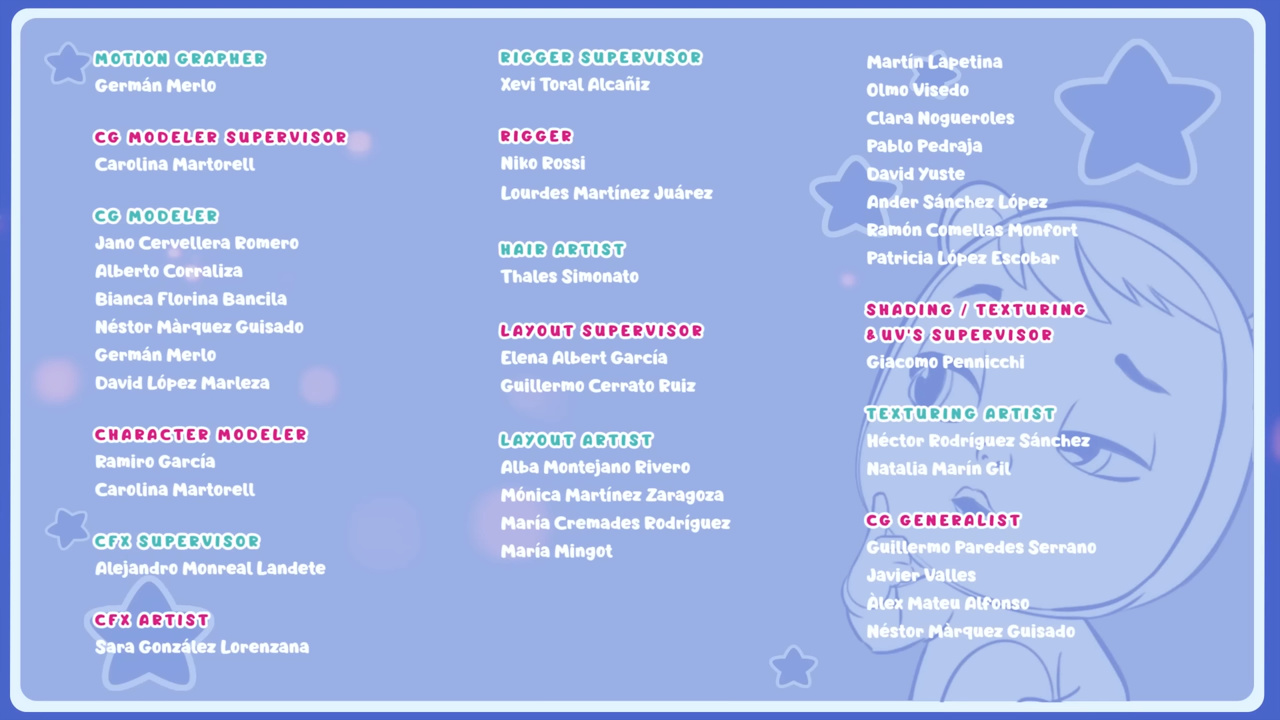 MOTION GRAPHER
Germán Merlo
CG MODELER SUPERVISOR
Carolina Martorell
CG MODELER
Jano Cervellera Romero
Alberto Corraliza
Bianca Florina Bancila
Néstor Màrquez Guisado
Germán Merlo
David López Marleza
CHARACTER MODELER
Ramiro García
Carolina Martorell
CFX SUPERVISOR
Alejandro Monreal Landete
CFX ARTIST
Sara González Lorenzana
RIGGER SUPERVISOR
Xevi Toral Alcañiz
RIGGER
Niko Rossi
Lourdes Martínez Juárez
HAIR ARTIST
Thales Simonato
LAYOUT SUPERVISOR
Elena Albert García
Guillermo Cerrato Ruiz
LAYOUT ARTIST
Alba Montejano Rivero
Mónica Martínez Zaragoza
María Cremades Rodríguez
María Mingot
Martín Lapetina
Olmo Visedo
Clara Nogueroles
Pablo Pedraja
David Yuste
Ander Sánchez López
Ramón Comellas Monfort
Patricia López Escobar
SHADING / TEXTURING
& UV'S SUPERVISOR
Giacomo Pennicchi
TEXTURING ARTIST
Héctor Rodríguez Sánchez
Natalia Marín Gil
CG GENERALIST
Guillermo Paredes Serrano
Javier Valles
Àlex Mateu Alfonso
Néstor Màrquez Guisado